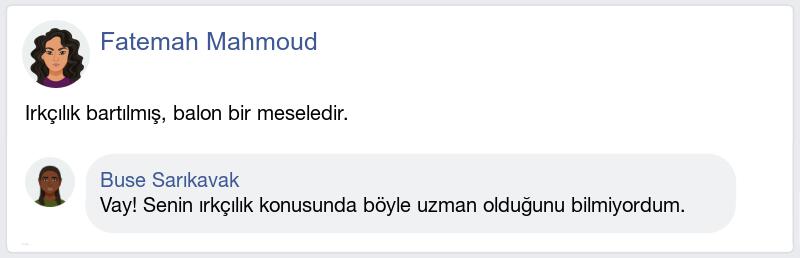 Fatemah Mahmoud
Irkçılık bartılmış, balon bir meseledir.
Buse Sarıkavak
Vay! Senin ırkçılık konusunda böyle uzman olduğunu bilmiyordum.